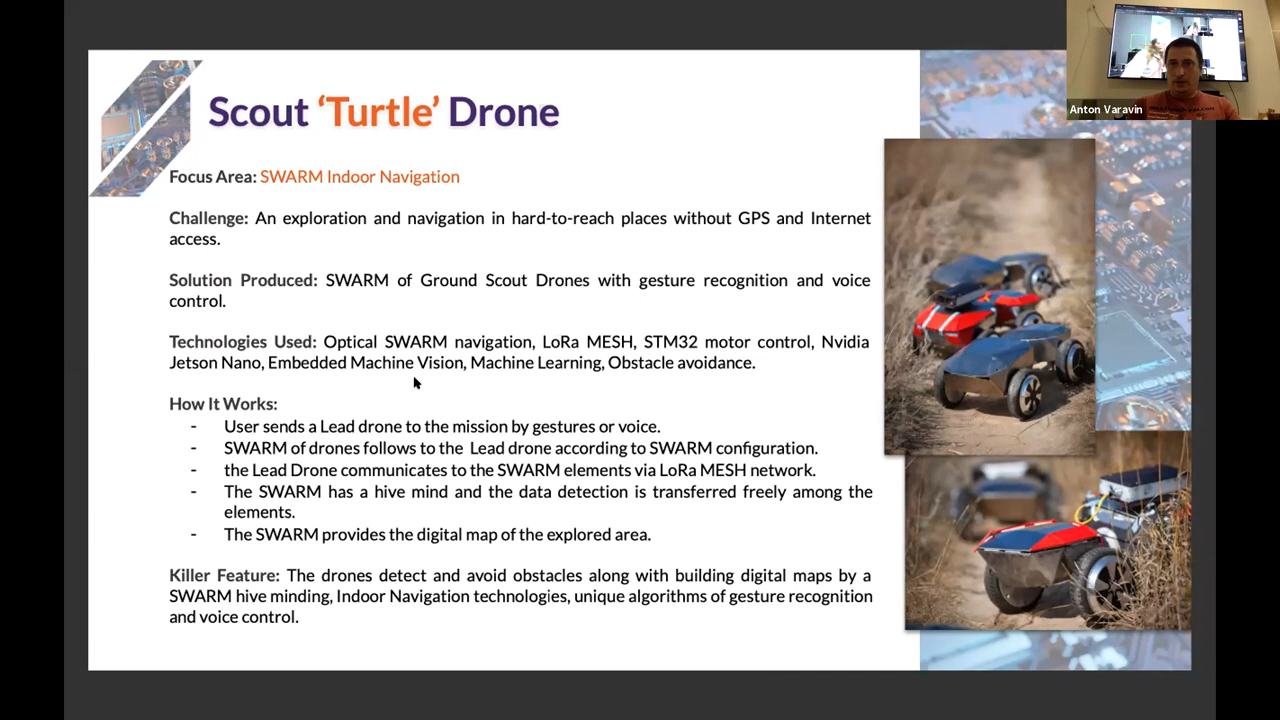 Scout ‘Turtle’ Drone
Focus Area: SWARM Indoor Navigation
Challenge: An exploration and navigation in hard-to-reach places without GPS and Internet
access.
Solution Produced: SWARM of Ground Scout Drones with gesture recognition and voice
control.
Technologies Used: Optical SWARM navigation, LoRa MESH, STM32 motor control, Nvidia
Jetson Nano, Embedded Machine Vision, Machine Learning, Obstacle avoidance.
How It Works:
- User sends a Lead drone to the mission by gestures or voice.
- SWARM of drones follows to the Lead drone according to SWARM configuration.
- the Lead Drone communicates to the SWARM elements via LoRa MESH network.
- The SWARM has a hive mind and the data detection is transferred freely among the
elements.
- The SWARM provides the digital map of the explored area.
Killer Feature: The drones detect and avoid obstacles along with building digital maps by a
SWARM hive minding, Indoor Navigation technologies, unique algorithms of gesture recognition
and voice control.
Anton Varavin